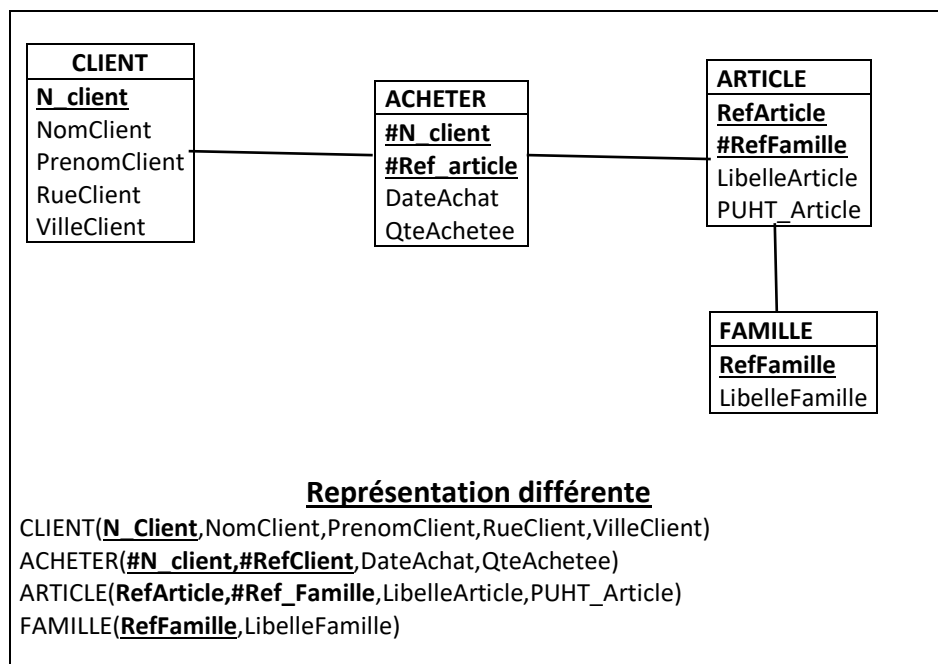 CLIENT
N_client
NomClient
PrenomClient
RueClient
VilleClient
ACHETER
#N_client
#Ref_article
DateAchat
QteAchetee
ARTICLE
RefArticle
#RefFamille
LibelleArticle
PUHT_Article
FAMILLE
RefFamille
LibelleFamille
Représentation différente
CLIENT(N_Client,NomClient,PrenomClient,RueClient,VilleClient)
ACHETER(#N_client,#RefClient,DateAchat,QteAchetee)
ARTICLE(RefArticle,#Ref_Famille,LibelleArticle,PUHT_Article)
FAMILLE(RefFamille,LibelleFamille)